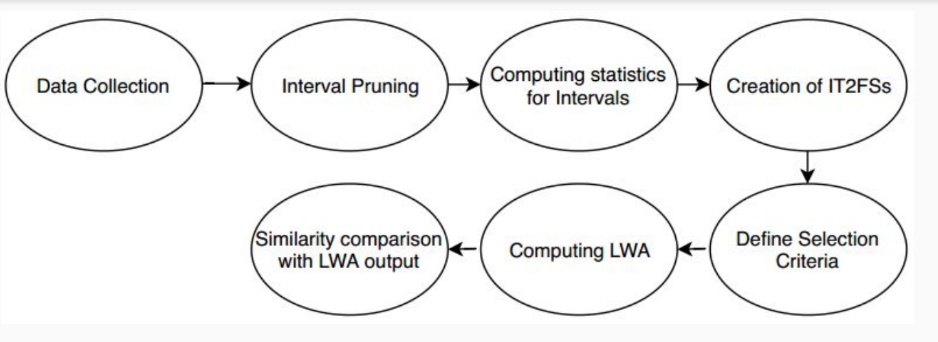 Data Collection
Interval Pruning
Computing statistics
for Intervals
Creation of IT2FSs
Define Selection
Criteria
Computing LWA
Similarity comparison
with LWA output